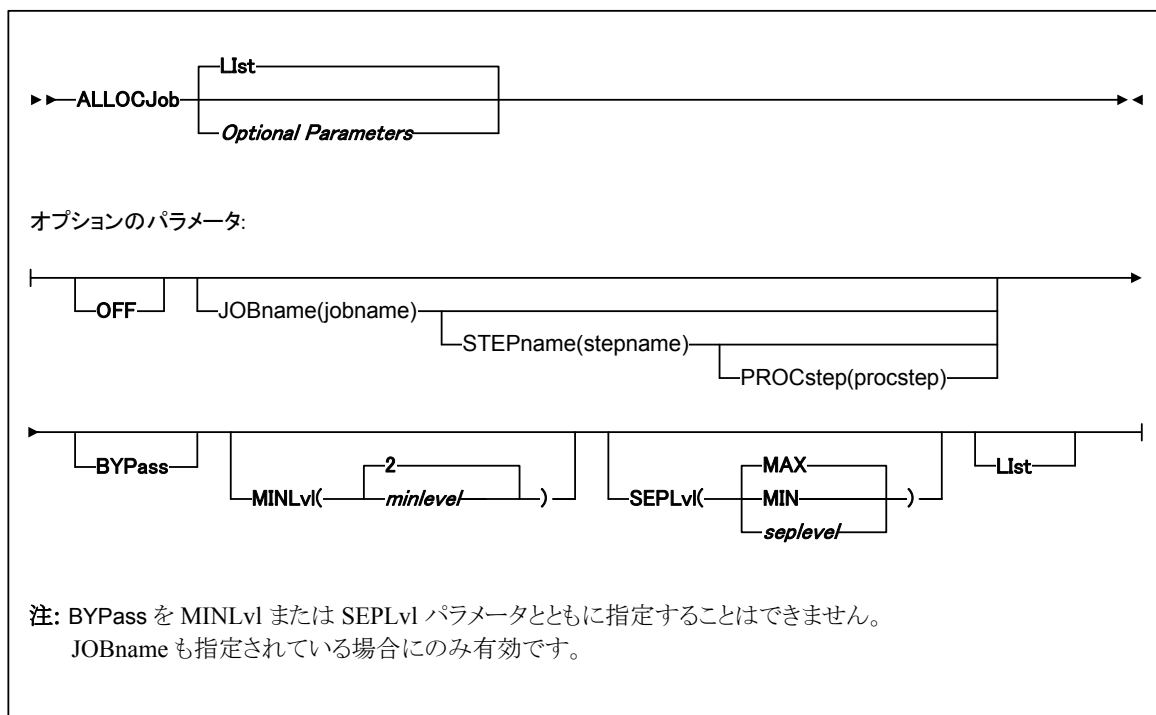 LIst
ALLOCJob
Optional Parameters
オプションのパラメータ:
OFF
JOBname(jobname)
STEPname(stepname)
PROCstep(procstep)
BYPass
MINLvl( 2 )
minlevel
SEPLvl( MAX )
MIN
seplevel
LIst
注: BYPass を MINLvl または SEPLvl パラメータとともに指定することはできません。
JOBname も指定されている場合にのみ有効です。